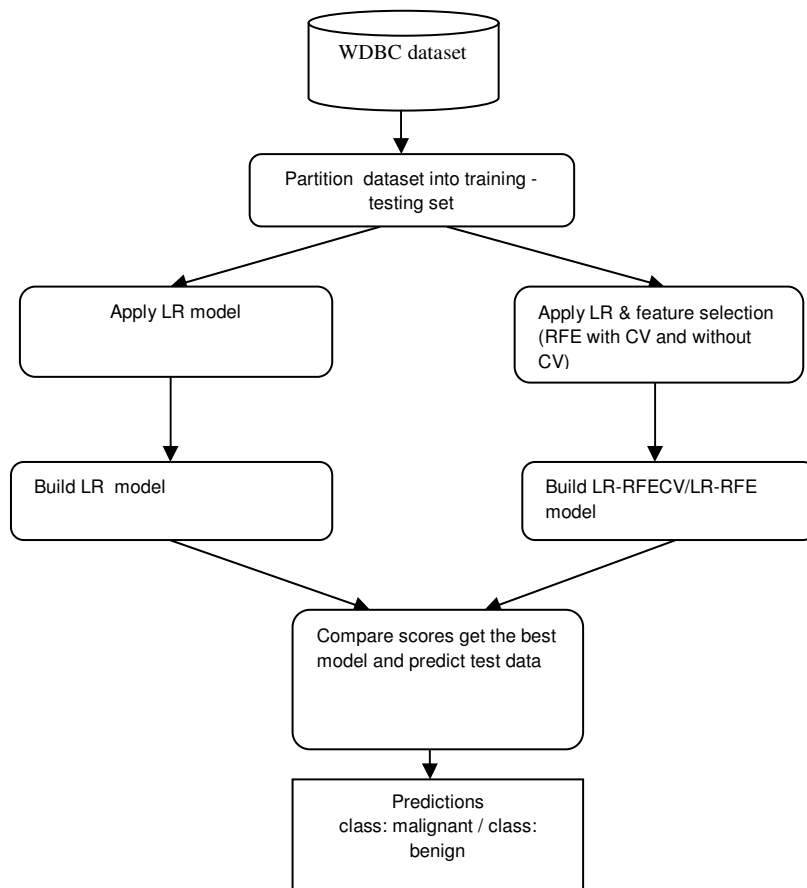 WDBC dataset
Partition dataset into training -
testing set
Apply LR model
Apply LR & feature selection
(RFE with CV and without
CV)
Build LR model
Build LR-RFECV/LR-RFE
model
Compare scores get the best
model and predict test data
Predictions
class: malignant / class:
benign